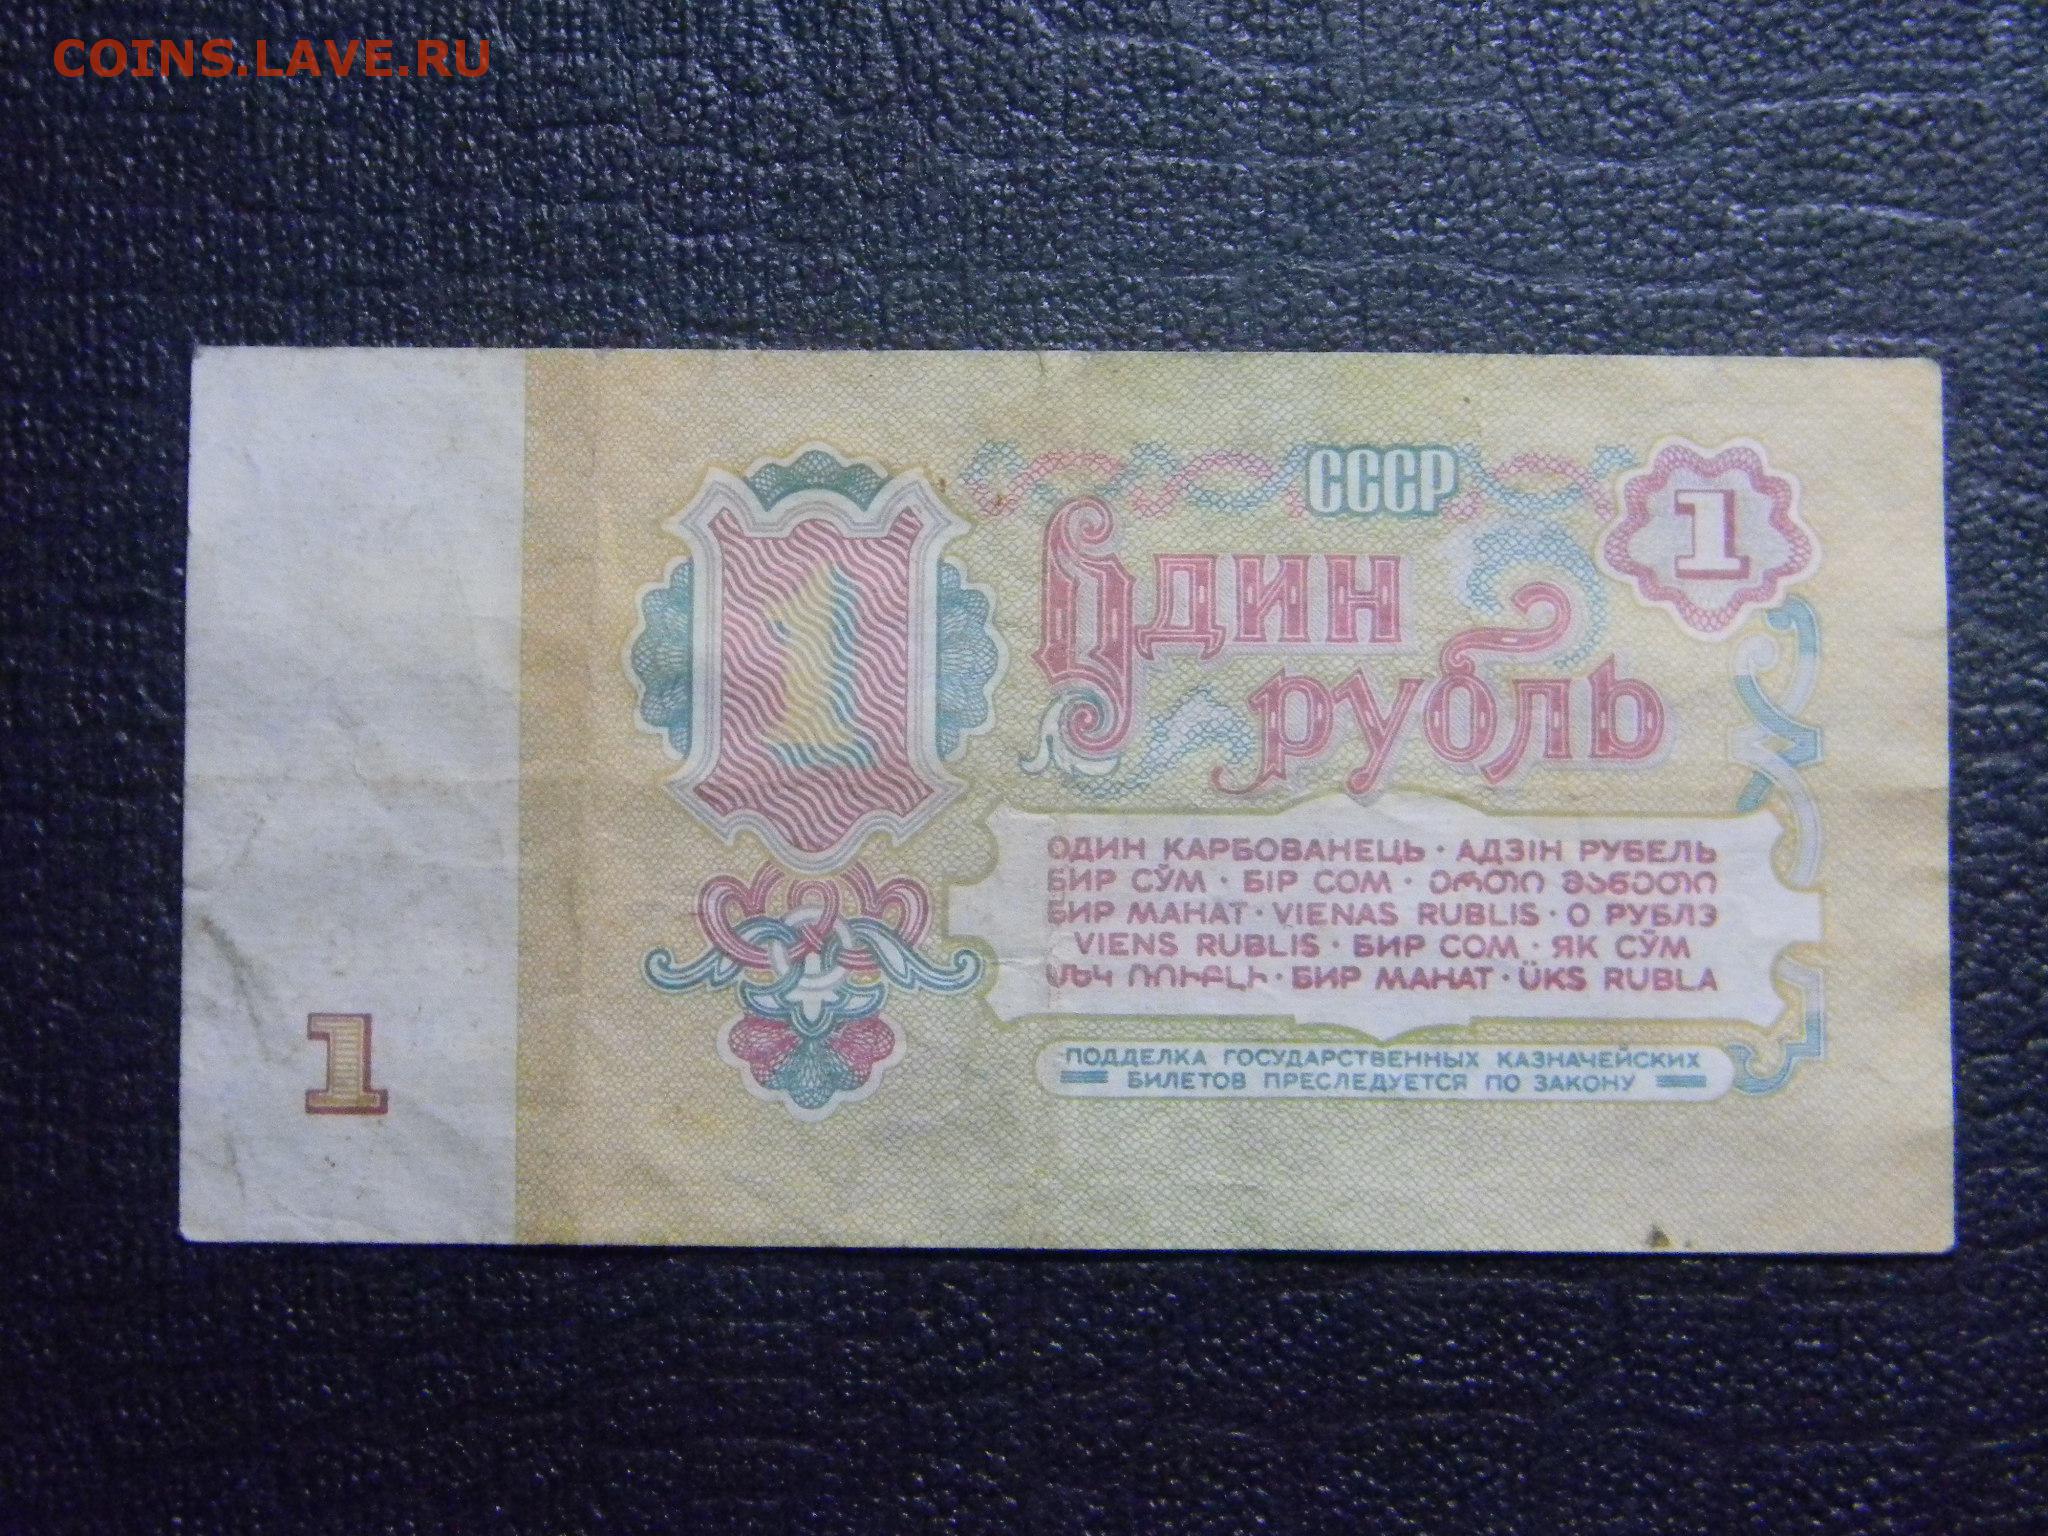 COINS.LAVE.RU
СССР
1
1
Один
рубль
ОДИН КАРБОВАНЕЦЬ · АДЗІН РУБЕЛЬ
БИР СЎМ · БІР СОМ · ერთი მანეთი
БИР МАНАТ · VIENAS RUBLIS · О РУБЛЭ
VIENS RUBLIS · БИР СОМ · ЯК СӮМ
ՄԵԿ ՌՈՒԲԼԻ · БИР МАНАТ · ÜKS RUBLA
1
ПОДДЕЛКА ГОСУДАРСТВЕННЫХ КАЗНАЧЕЙСКИХ
БИЛЕТОВ ПРЕСЛЕДУЕТСЯ ПО ЗАКОНУ